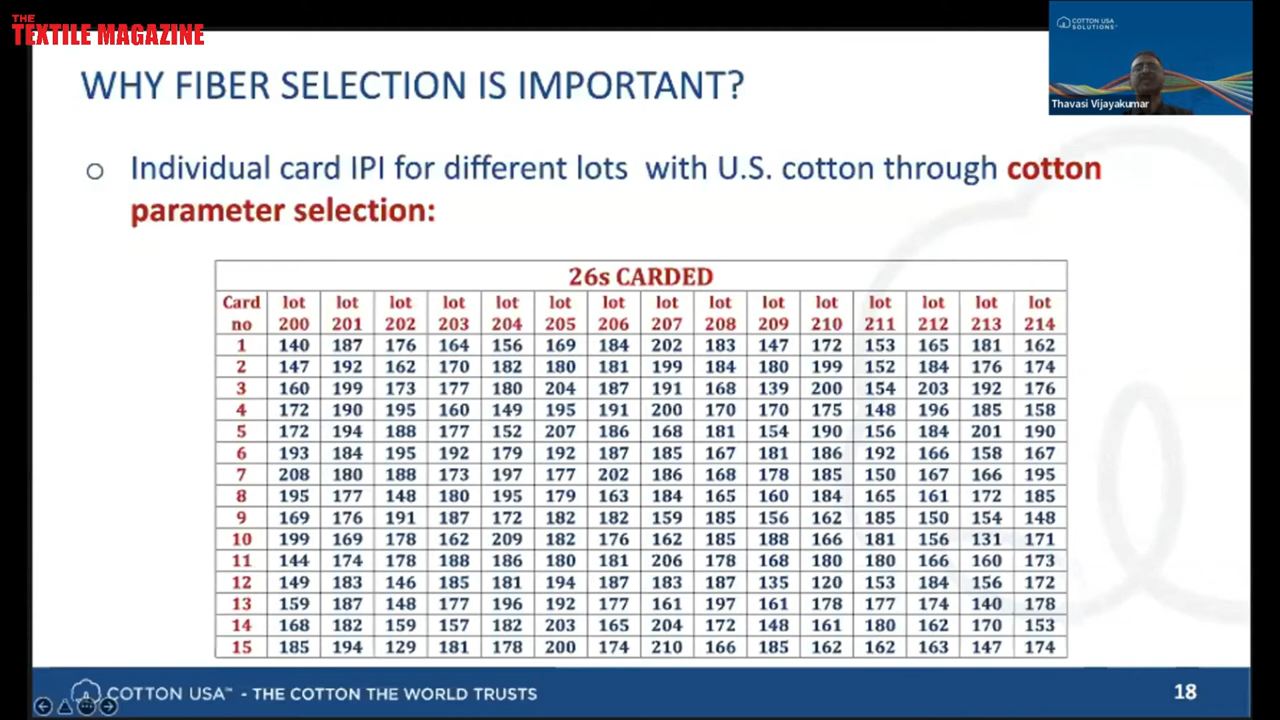 THE
TEXTILE MAGAZINE
COTTON USA
SOLUTIONS
Thavasi Vijayakumar
WHY FIBER SELECTION IS IMPORTANT?
Individual card IPI for different lots with U.S. cotton through cotton
parameter selection:
26s CARDED
Card no lot 200 lot 201 lot 202 lot 203 lot 204 lot 205 lot 206 lot 207 lot 208 lot 209 lot 210 lot 211 lot 212 lot 213 lot 214
1 140 187 176 164 156 169 184 202 183 147 172 153 165 181 162
2 147 192 162 170 182 180 181 199 184 180 199 152 184 176 174
3 160 199 173 177 180 204 187 191 168 139 200 154 203 192 176
4 172 190 195 160 149 195 191 200 170 170 175 148 196 185 158
5 172 194 188 177 152 207 186 168 181 154 190 156 184 201 190
6 193 184 195 192 179 192 187 185 167 181 186 192 166 158 167
7 208 180 188 173 197 177 202 186 168 178 185 150 167 166 195
8 195 177 148 180 195 179 163 184 165 160 184 165 161 172 185
9 169 176 191 187 172 182 182 159 185 156 162 185 150 154 148
10 199 169 178 162 209 182 176 162 185 188 166 181 156 131 171
11 144 174 178 188 186 180 181 206 178 168 180 180 166 160 173
12 149 183 146 185 181 194 187 183 187 135 120 153 184 156 172
13 159 187 148 177 196 192 177 161 197 161 178 177 174 140 178
14 168 182 159 157 182 203 165 204 172 148 161 180 162 170 153
15 185 194 129 181 178 200 174 210 166 185 162 162 163 147 174
COTTON USA™ - THE COTTON THE WORLD TRUSTS
18